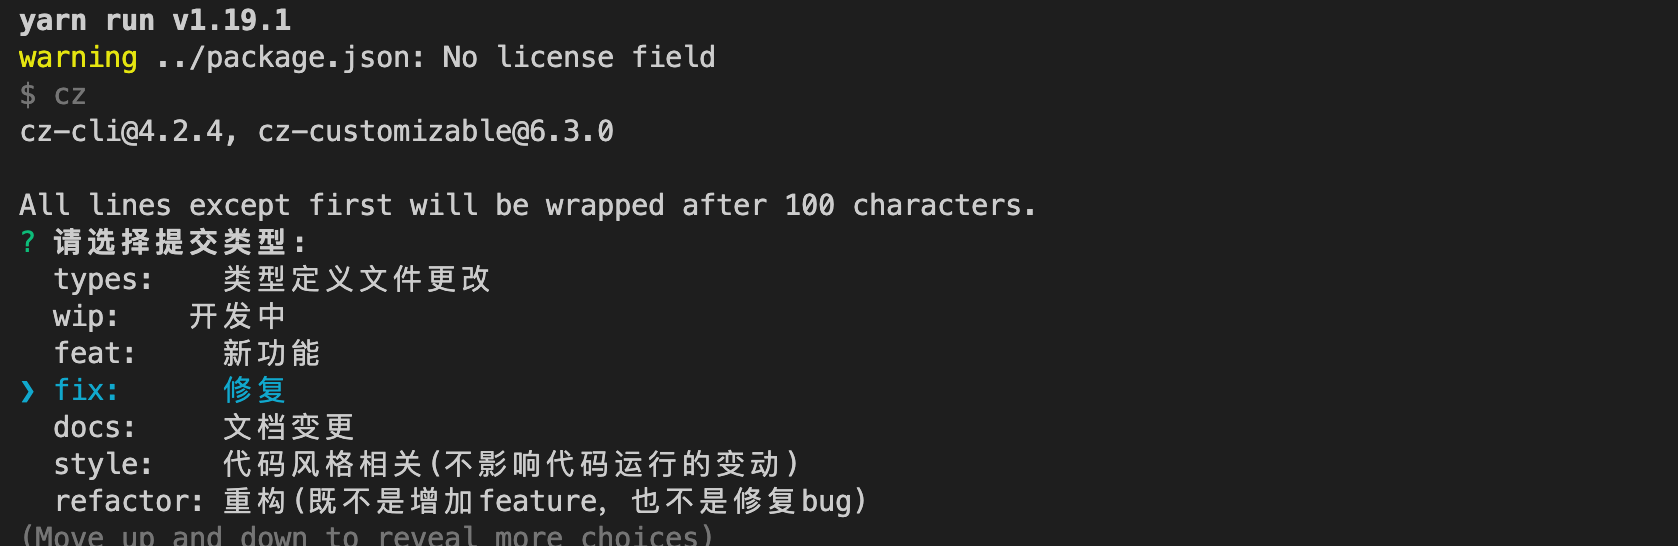 yarn run v1.19.1
warning ../package.json: No license field
$ cz
cz-cli@4.2.4, cz-customizable@6.3.0
All lines except first will be wrapped after 100 characters.
? 请选择提交类型:
types: 类型定义文件更改
wip: 开发中
feat: 新功能
❯ fix: 修复
docs: 文档变更
style: 代码风格相关(不影响代码运行的变动)
refactor: 重构(既不是增加feature, 也不是修复bug)
(Move up and down to reveal more choices)